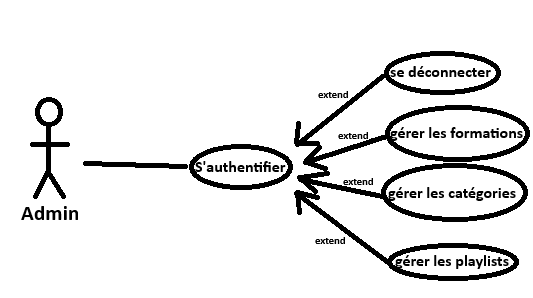 se déconnecter
extend
extend
gérer les formations
S'authentifier
extend
gérer les catégories
Admin
extend
gérer les playlists